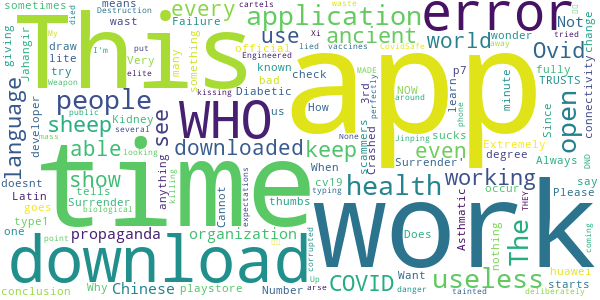 sometimes means Destruction died cartels waste
wast every application error
This ancient
Failure Not Xi Engineered CovidSafe
giving draw lite try Weapon jahangir I'm put elite
Very something many official use world wonder change
lied vaccines tried away
known bad kissing us check MADE NOW p7 Ovid
people Diabetic How 3rd around learn fully
language developer sheep Kidney WHO app minute TRUSTS open connectivity
public Since phone perfectly scammers Crashed
able see downloaded keep even sucks degree Always
mass several
doesnt show tells looking anything When Jinping Surrender' Extremely DWD
Latin Surrender time killing Cannot expectations None cv19 typing health working occur say
goes type1 thumbs Asthmatic Please
one propaganda organization Does work
point biological nothing THEY coming
download corrupted The
Why Chinese playstore Number Up arse COVID Want huawei starts
conclusion danger useless tainted deliberately